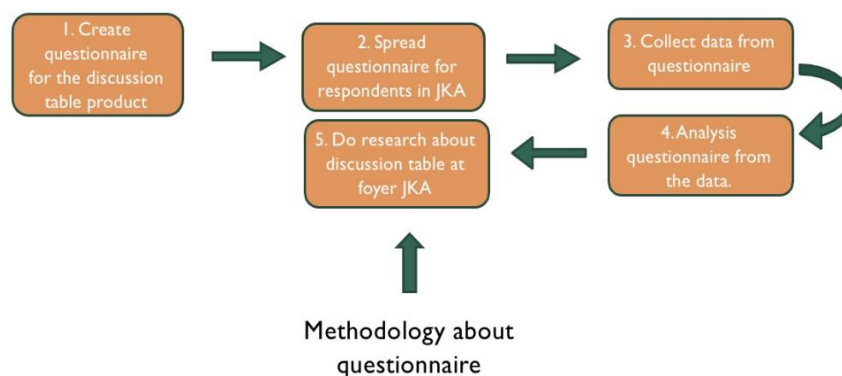 1. Create
questionnaire
for the discussion
table product
2. Spread
questionnaire for
respondents in JKA
3. Collect data from
questionnaire
4. Analysis
questionnaire from
the data.
5. Do research about
discussion table at
foyer JKA
Methodology about
questionnaire